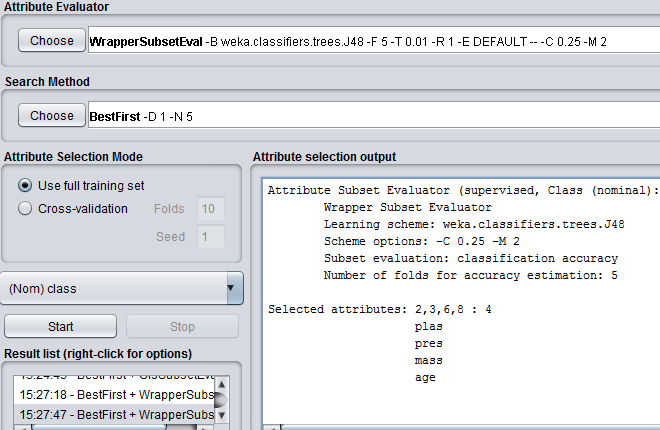 Attribute Evaluator
Choose WrapperSubsetEval -B weka.classifiers.trees.J48 -F 5 -T 0.01 -R 1 -E DEFAULT -- -C 0.25 -M 2
Search Method
Choose BestFirst -D 1 -N 5
Attribute Selection Mode
Use full training set
Cross-validation Folds 10
Seed 1
(Nom) class
Start Stop
Result list (right-click for options)
15:27:18 - BestFirst + WrapperSubs
15:27:47 - BestFirst + WrapperSubs
Attribute selection output
Attribute Subset Evaluator (supervised, Class (nominal):
Wrapper Subset Evaluator
Learning scheme: weka.classifiers.trees.J48
Scheme options: -C 0.25 -M 2
Subset evaluation: classification accuracy
Number of folds for accuracy estimation: 5
Selected attributes: 2,3,6,8 : 4
plas
pres
mass
age